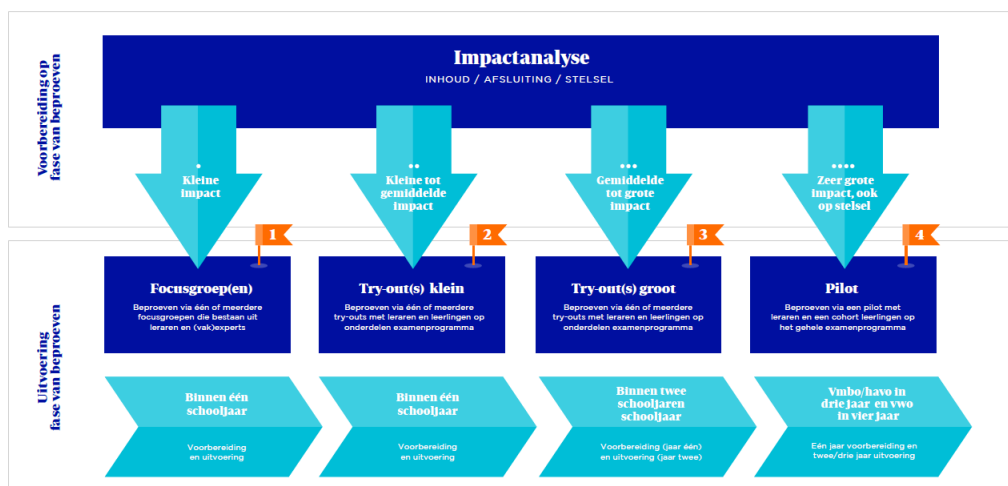 Voorbereiding op
fase van beproeven
Impactanalyse
INHOUD / AFSLUITING / STELSEL
Kleine
impact
Kleine tot
gemiddelde
impact
Gemiddelde
tot grote
impact
Zeer grote
impact, ook
op stelsel
Uitvoering
fase van beproeven
1
Focusgroep(en)
Beproeven via één of meerdere
focusgroepen die bestaan uit
leraren en (vak)experts
2
Try-out(s) klein
Beproeven via één of meerdere
try-outs met leraren en leerlingen op
onderdelen examenprogramma
3
Try-out(s) groot
Beproeven via één of meerdere
try-outs met leraren en leerlingen op
onderdelen examenprogramma
4
Pilot
Beproeven via een pilot met
leraren en een cohort leerlingen op
het gehele examenprogramma
Binnen één
schooljaar
Voorbereiding
en uitvoering
Binnen één
schooljaar
Voorbereiding
en uitvoering
Binnen twee
schooljaren
schooljaar
Voorbereiding (jaar één)
en uitvoering (jaar twee)
Vmbo/havo in
drie jaar en vwo
in vier jaar
Eén jaar voorbereiding en
twee/drie jaar uitvoering